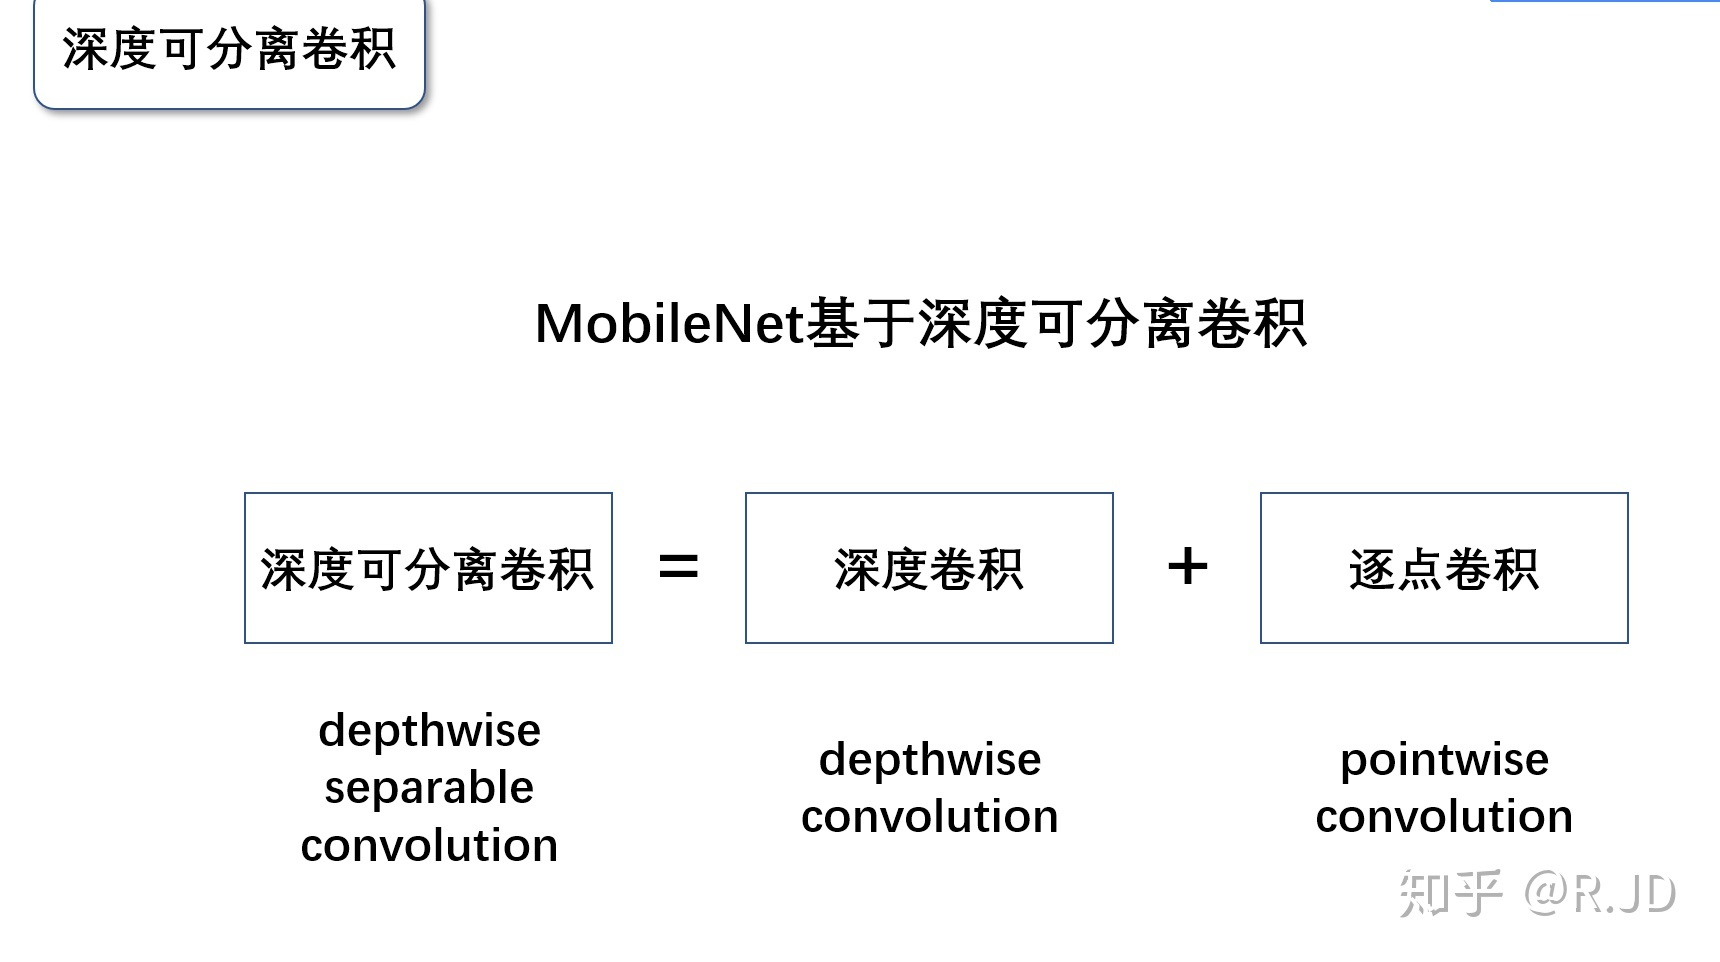 深度可分离卷积
MobileNet基于深度可分离卷积
深度可分离卷积 = 深度卷积 + 逐点卷积
depthwise
separable
convolution
depthwise
convolution
pointwise
convolution
知乎 @R.JD